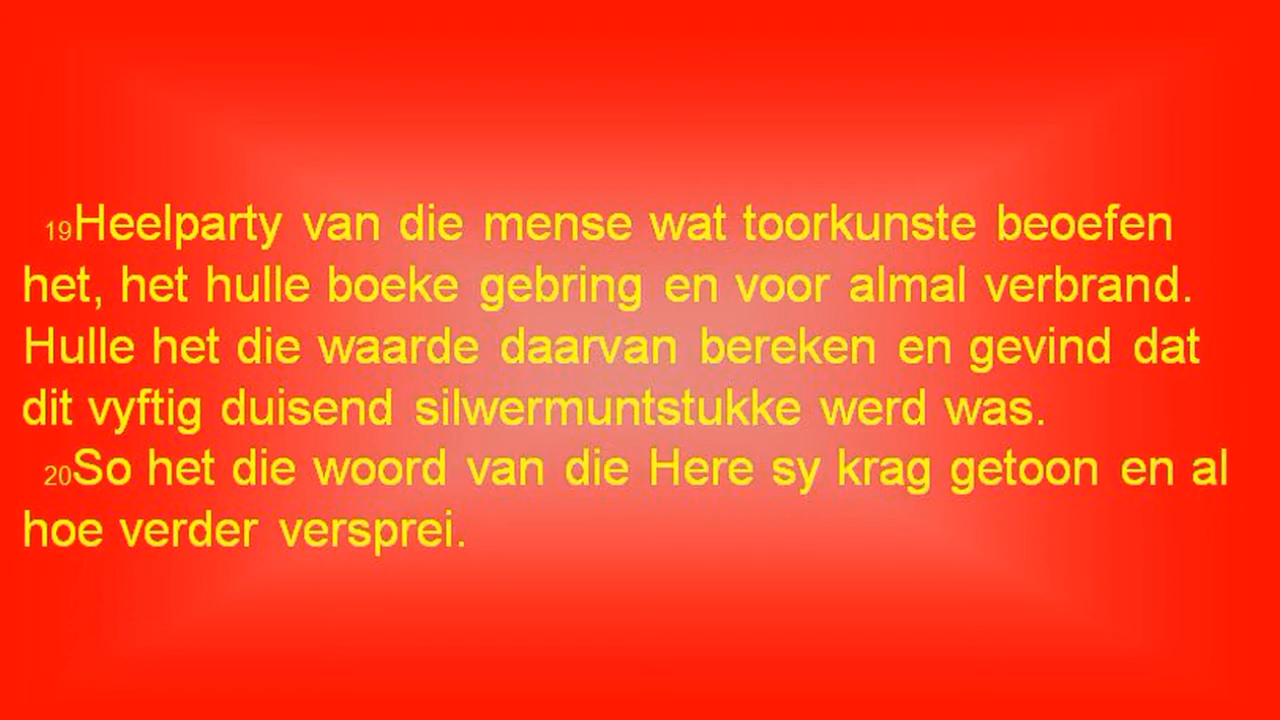 19Heelparty van die mense wat toorkunste beoefen
het, het hulle boeke gebring en voor almal verbrand.
Hulle het die waarde daarvan bereken en gevind dat
dit vyftig duisend silwermuntstukke werd was.
20So het die woord van die Here sy krag getoon en al
hoe verder versprei.